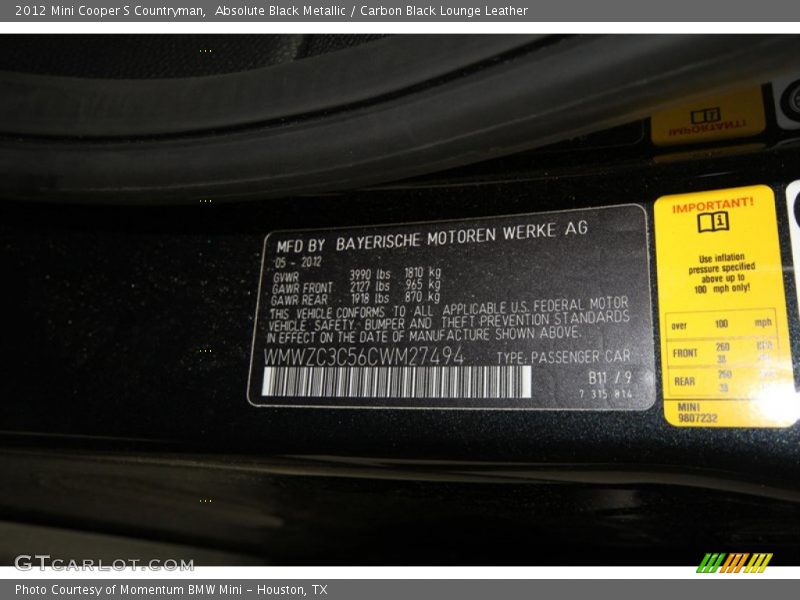 2012 Mini Cooper S Countryman,  Absolute Black Metallic / Carbon Black Lounge Leather
IMPORTANT!
MFD BY BAYERISCHE MOTOREN WERKE AG
05 - 2012
GVWR 3990 lbs 1810 kg
GAWR FRONT 2127 lbs 965 kg
GAWR REAR 1918 lbs 870 kg
THIS VEHICLE CONFORMS TO ALL APPLICABLE U.S. FEDERAL MOTOR
VEHICLE SAFETY, BUMPER AND THEFT PREVENTION STANDARDS
IN EFFECT ON THE DATE OF MANUFACTURE SHOWN ABOVE.
WMWZC3C56CWM27494 TYPE: PASSENGER CAR
B11 / 9
7 315 814
IMPORTANT!
Use inflation
pressure specified
above up to
100 mph only!
over 100 mph
FRONT 260
38
REAR 260
38
MINI
9807232
GTCARLOT.COM
Photo Courtesy of Momentum BMW Mini - Houston, TX